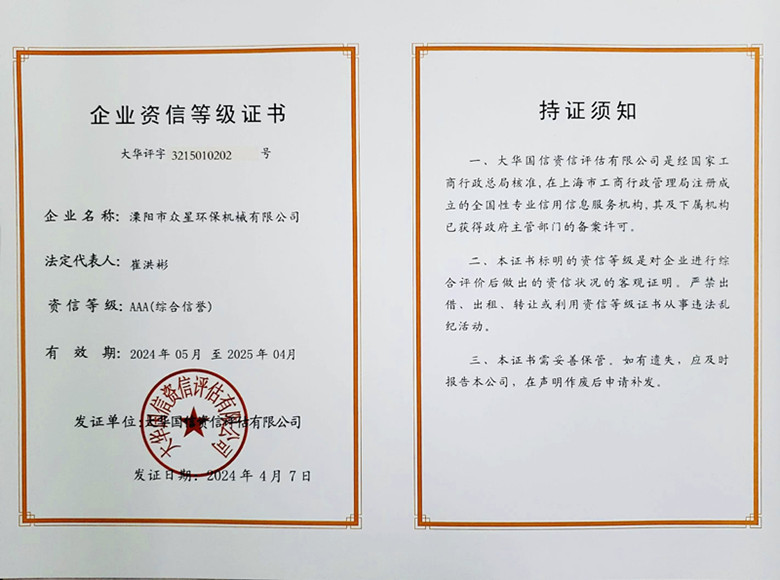 企业资信等级证书
大华评字 3215010202 号
企业名称: 溧阳市众星环保机械有限公司
法定代表人: 崔洪彬
资信等级: AAA(综合信誉)
有 效 期: 2024年05月 至 2025年04月
发证单位: 大华国信资信评估有限公司
大华国信资信评估有限公司
发证日期: 2024年4月7日
持证须知
一、大华国信资信评估有限公司是经国家工
商行政总局核准,在上海市工商行政管理局注册成
立的全国性专业信用信息服务机构,其及下属机构
已获得政府主管部门的备案许可。
二、本证书标明的资信等级是对企业进行综
合评价后做出的资信状况的客观证明。严禁出
借、出租、转让或利用资信等级证书从事违法乱
纪活动。
三、本证书需妥善保管。如有遗失,应及时
报告本公司,在声明作废后申请补发。